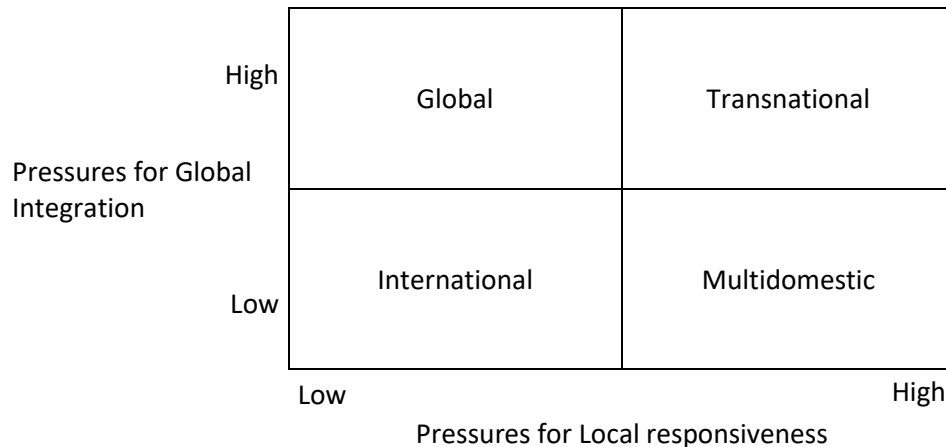 High
Global
Transnational
Pressures for Global
Integration
International
Multidomestic
Low
Low
High
Pressures for Local responsiveness